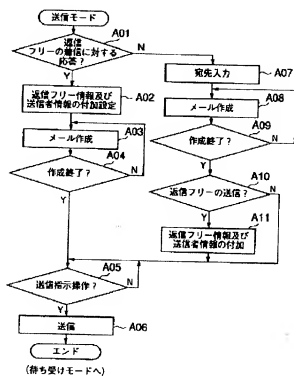 送信モード
A01
返信
フリーの着信に対する
応答?
Y
N
返信フリー情報及び
送信者情報の付加設定
A02
メール作成
A03
作成終了?
A04
N
Y
宛先入力
A07
メール作成
A08
作成終了?
A09
N
Y
返信フリーの送信?
A10
N
Y
返信フリー情報及び
送信者情報の付加
A11
送信指示操作?
A05
N
Y
送信
A06
エンド
(待ち受けモードへ)